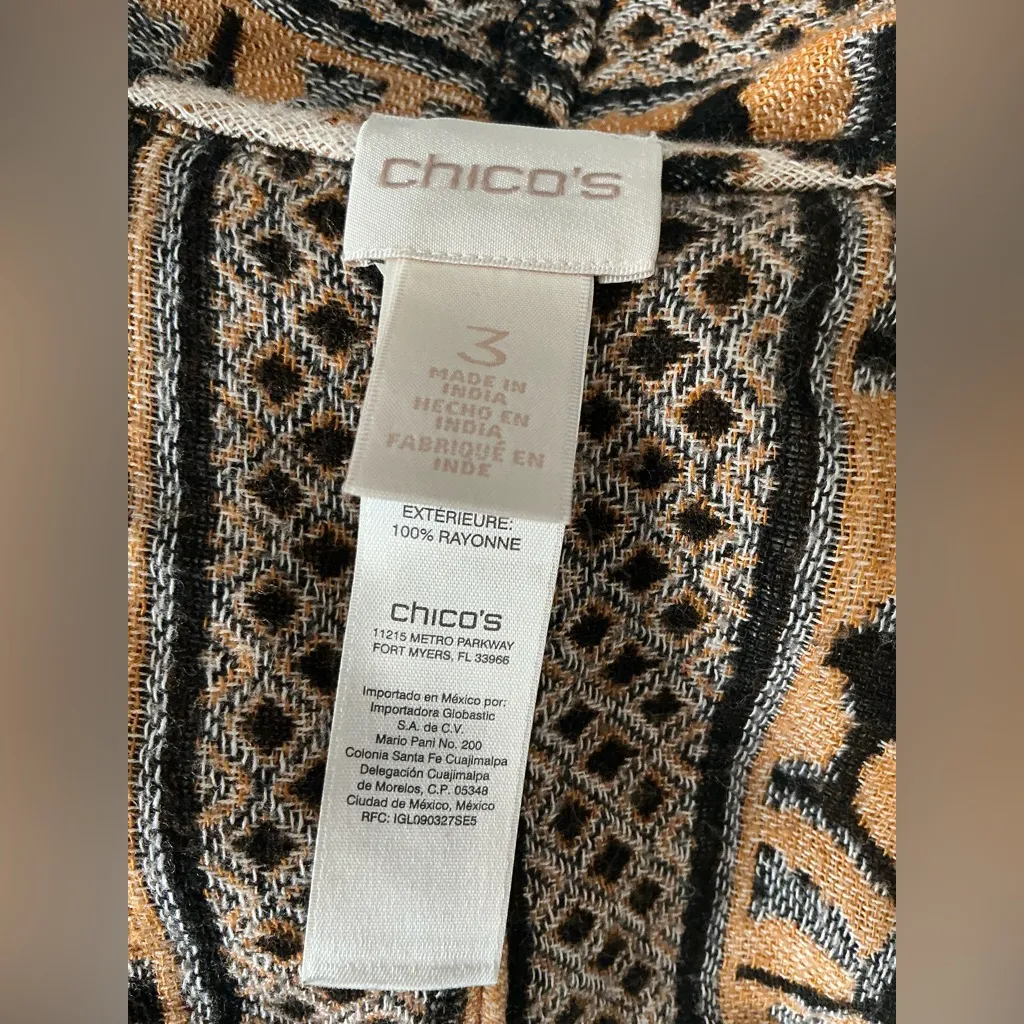 chico's
3
MADE IN
INDIA
HECHO EN
INDIA
FABRIQUÉ EN
INDE
EXTÉRIEURE:
100% RAYONNE
chico's
11215 METRO PARKWAY
FORT MYERS, FL 33966
Importado en México por:
Importadora Globastic
S.A. de C.V.
Mario Pani No. 200
Colonia Santa Fe Cuajimalpa
Delegación Cuajimalpa
de Morelos, C.P. 05348
Ciudad de México, México
RFC: IGL090327SE5